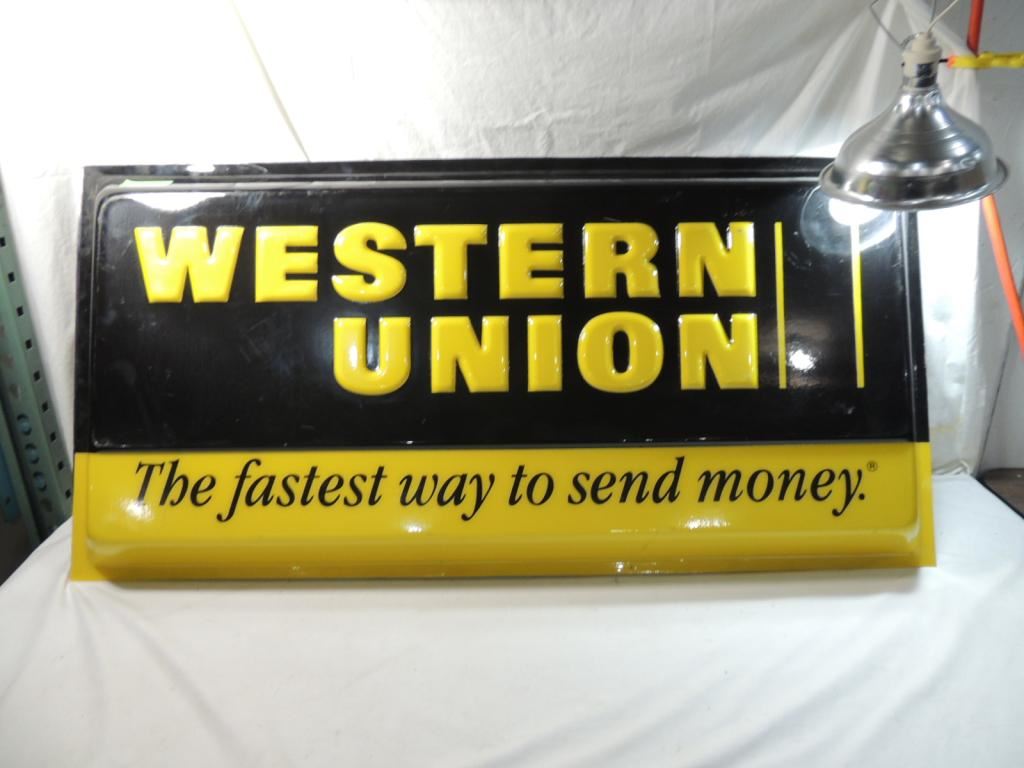 WESTERN
UNION
The fastest way to send money.®